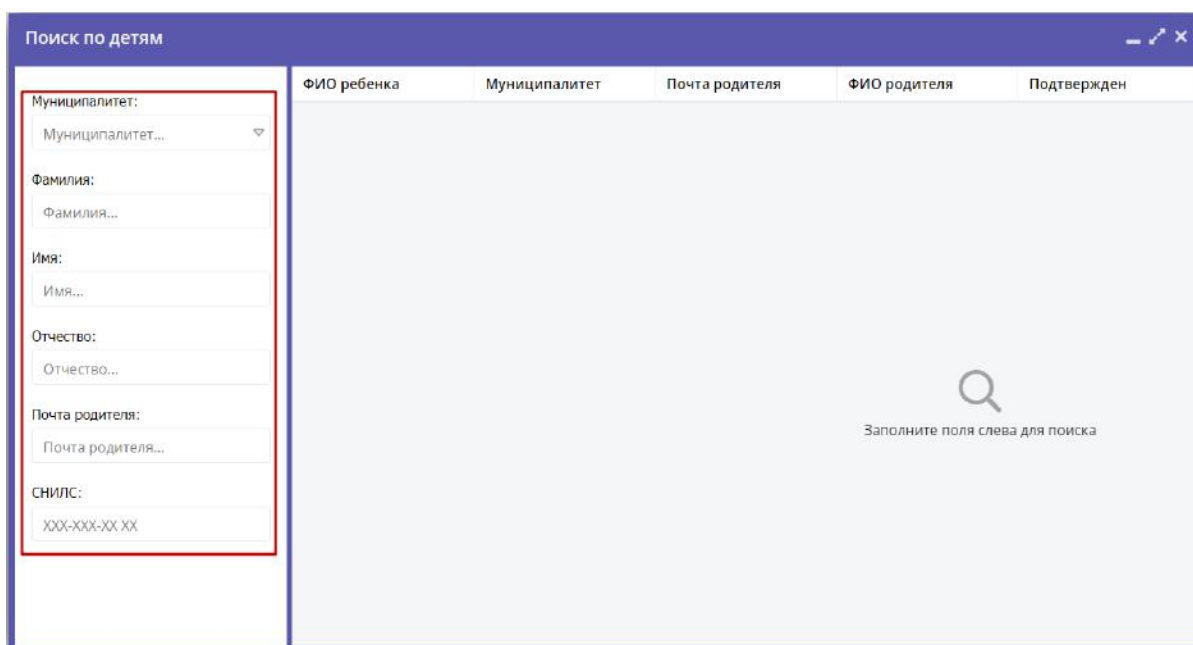 Поиск по детям
ФИО ребенка Муниципалитет Почта родителя ФИО родителя Подтвержден
Муниципалитет:
Муниципалитет...
Фамилия:
Фамилия...
Имя:
Имя...
Отчество:
Отчество...
Почта родителя:
Почта родителя...
СНИЛС:
XXX-XXX-XX XX
Заполните поля слева для поиска